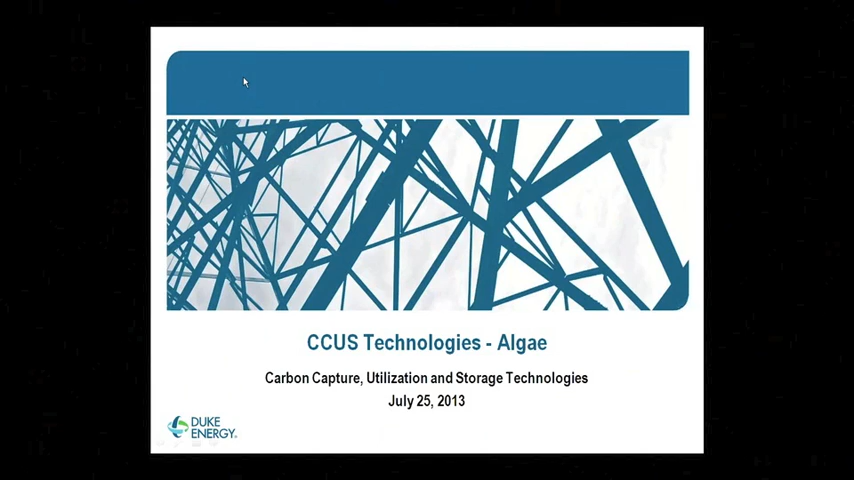 CCUS Technologies - Algae
Carbon Capture, Utilization and Storage Technologies
July 25, 2013
DUKE
ENERGY